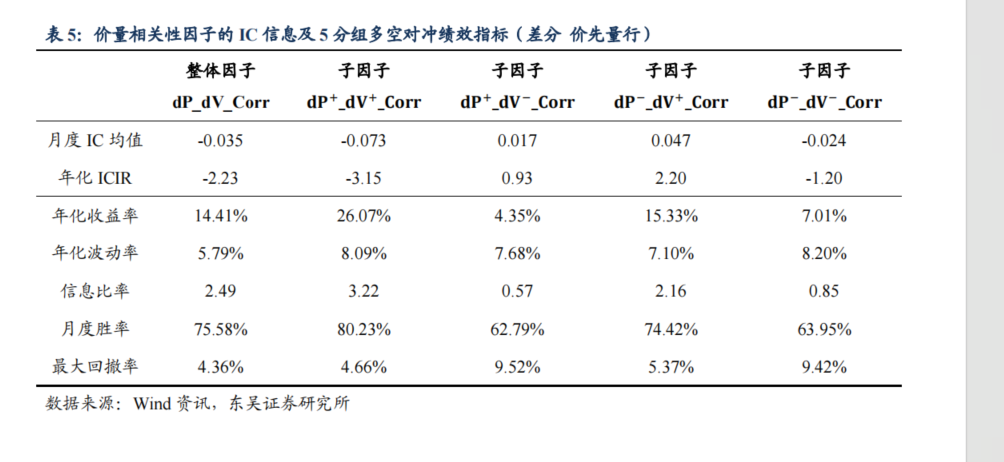 表 5：价量相关性因子的 IC 信息及 5 分组多空对冲绩效指标（差分 价先量行）
整体因子 子因子 子因子 子因子 子因子
dP_dV_Corr dP⁺_dV⁺_Corr dP⁺_dV⁻_Corr dP⁻_dV⁺_Corr dP⁻_dV⁻_Corr
月度 IC 均值 -0.035 -0.073 0.017 0.047 -0.024
年化 ICIR -2.23 -3.15 0.93 2.20 -1.20
年化收益率 14.41% 26.07% 4.35% 15.33% 7.01%
年化波动率 5.79% 8.09% 7.68% 7.10% 8.20%
信息比率 2.49 3.22 0.57 2.16 0.85
月度胜率 75.58% 80.23% 62.79% 74.42% 63.95%
最大回撤率 4.36% 4.66% 9.52% 5.37% 9.42%
数据来源：Wind 资讯，东吴证券研究所